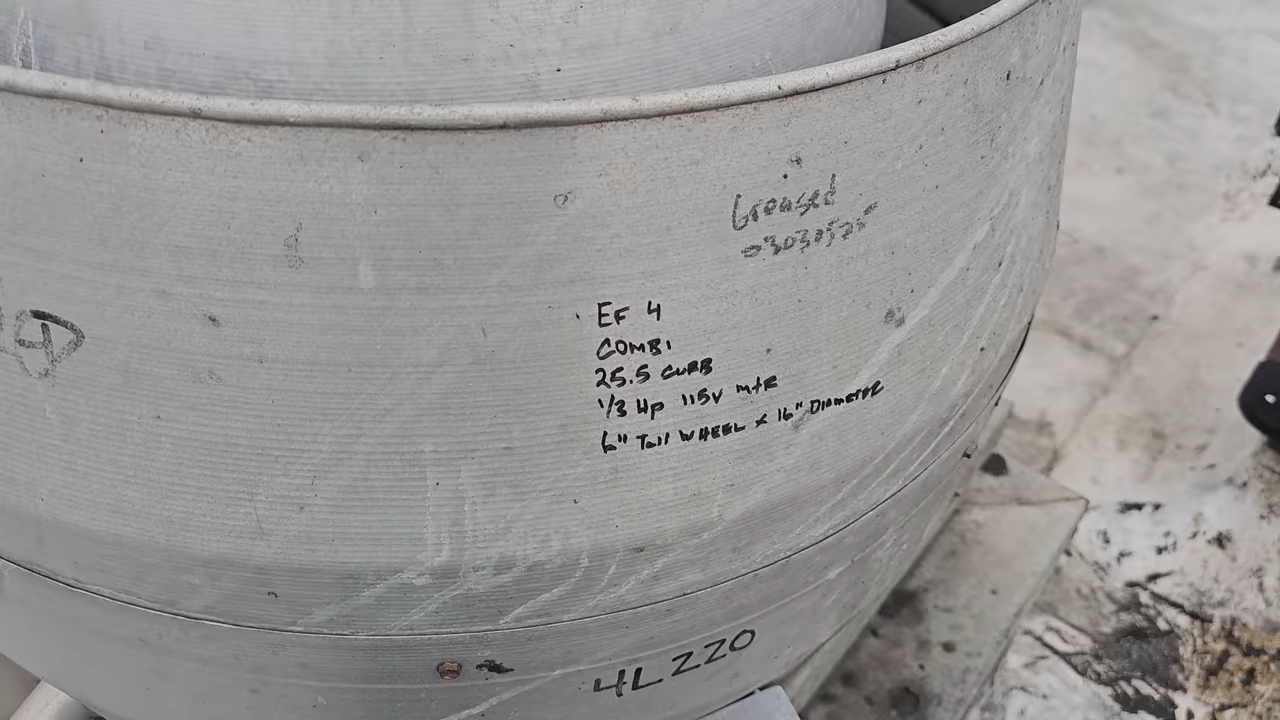 Greased
EF 4
COMBI
25.5 CURB
1/3 Hp 115V mtR
6" Tall WHEEL x 16" DIAMETER
4L220